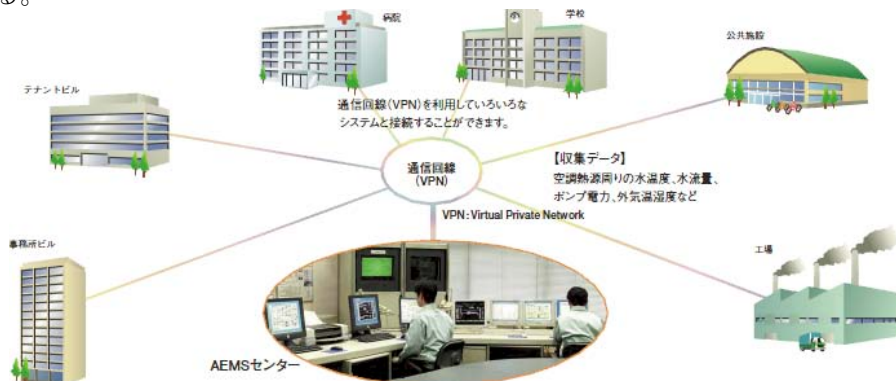 る。
病院
学校
公共施設
テナントビル
通信回線(VPN)を利用していろいろな
システムと接続することができます。
通信回線
(VPN)
【収集データ】
空調熱源周りの水温度、水流量、
ポンプ電力、外気温湿度など
VPN:Virtual Private Network
事務所ビル
工場
AEMSセンター